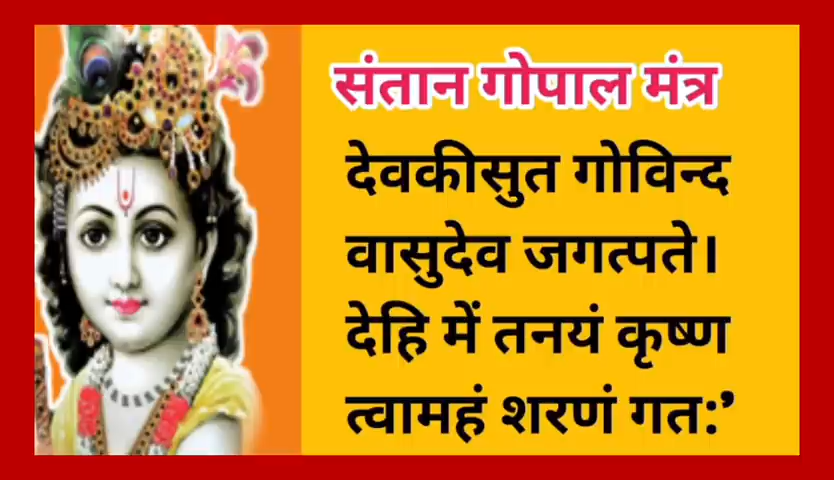 संतान गोपाल मंत्र
देवकीसुत गोविन्द
वासुदेव जगत्पते।
देहि में तनयं कृष्ण
त्वामहं शरणं गत:’